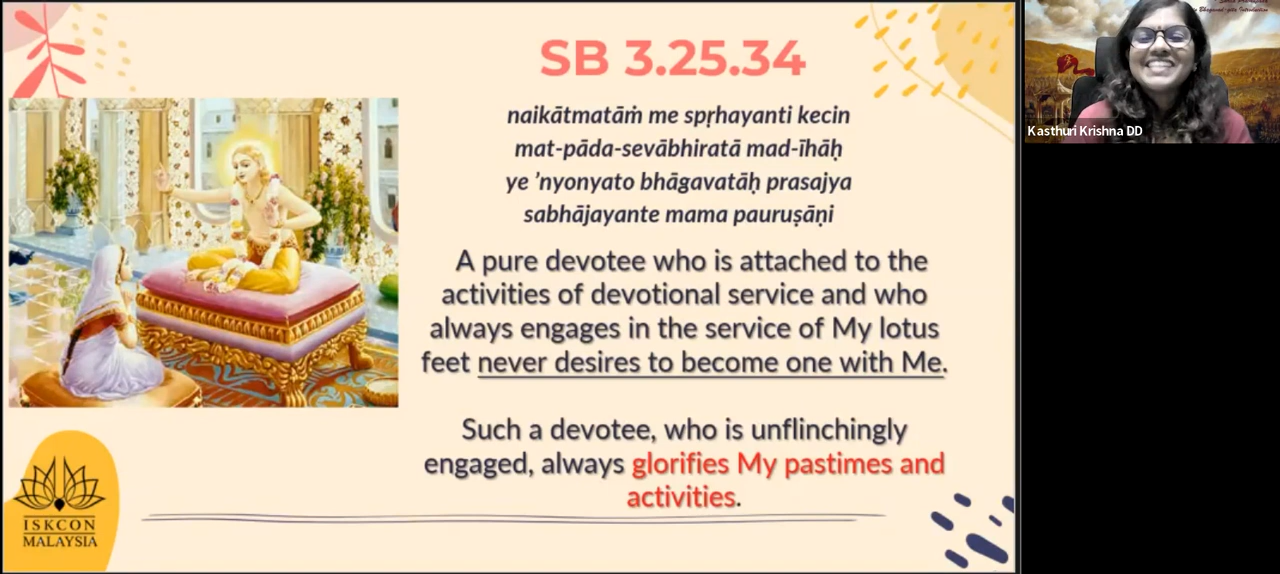 SB 3.25.34
naikātmatāṁ me spṛhayanti kecin
mat-pāda-sevābhiratā mad-īhāḥ
ye 'nyonyato bhāgavatāḥ prasajya
sabhājayante mama pauruṣāṇi
A pure devotee who is attached to the
activities of devotional service and who
always engages in the service of My lotus
feet never desires to become one with Me.
Such a devotee, who is unflinchingly
engaged, always glorifies My pastimes and
activities.
ISKCON
MALAYSIA
Bhagavad-gita Introduction
Kasthuri Krishna DD